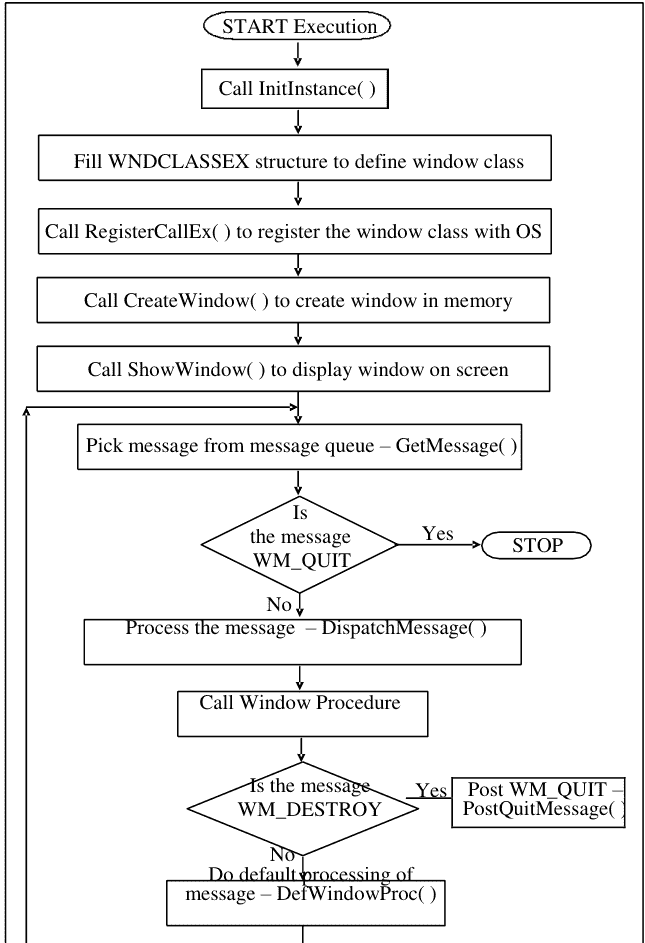 START Execution
Call InitInstance( )
Fill WNDCLASSEX structure to define window class
Call RegisterCallEx( ) to register the window class with OS
Call CreateWindow( ) to create window in memory
Call ShowWindow( ) to display window on screen
Pick message from message queue – GetMessage( )
Is
the message
WM_QUIT
Yes
STOP
No
Process the message – DispatchMessage( )
Call Window Procedure
Is the message
WM_DESTROY
Yes
Post WM_QUIT –
PostQuitMessage( )
No
Do default processing of
message – DefWindowProc( )